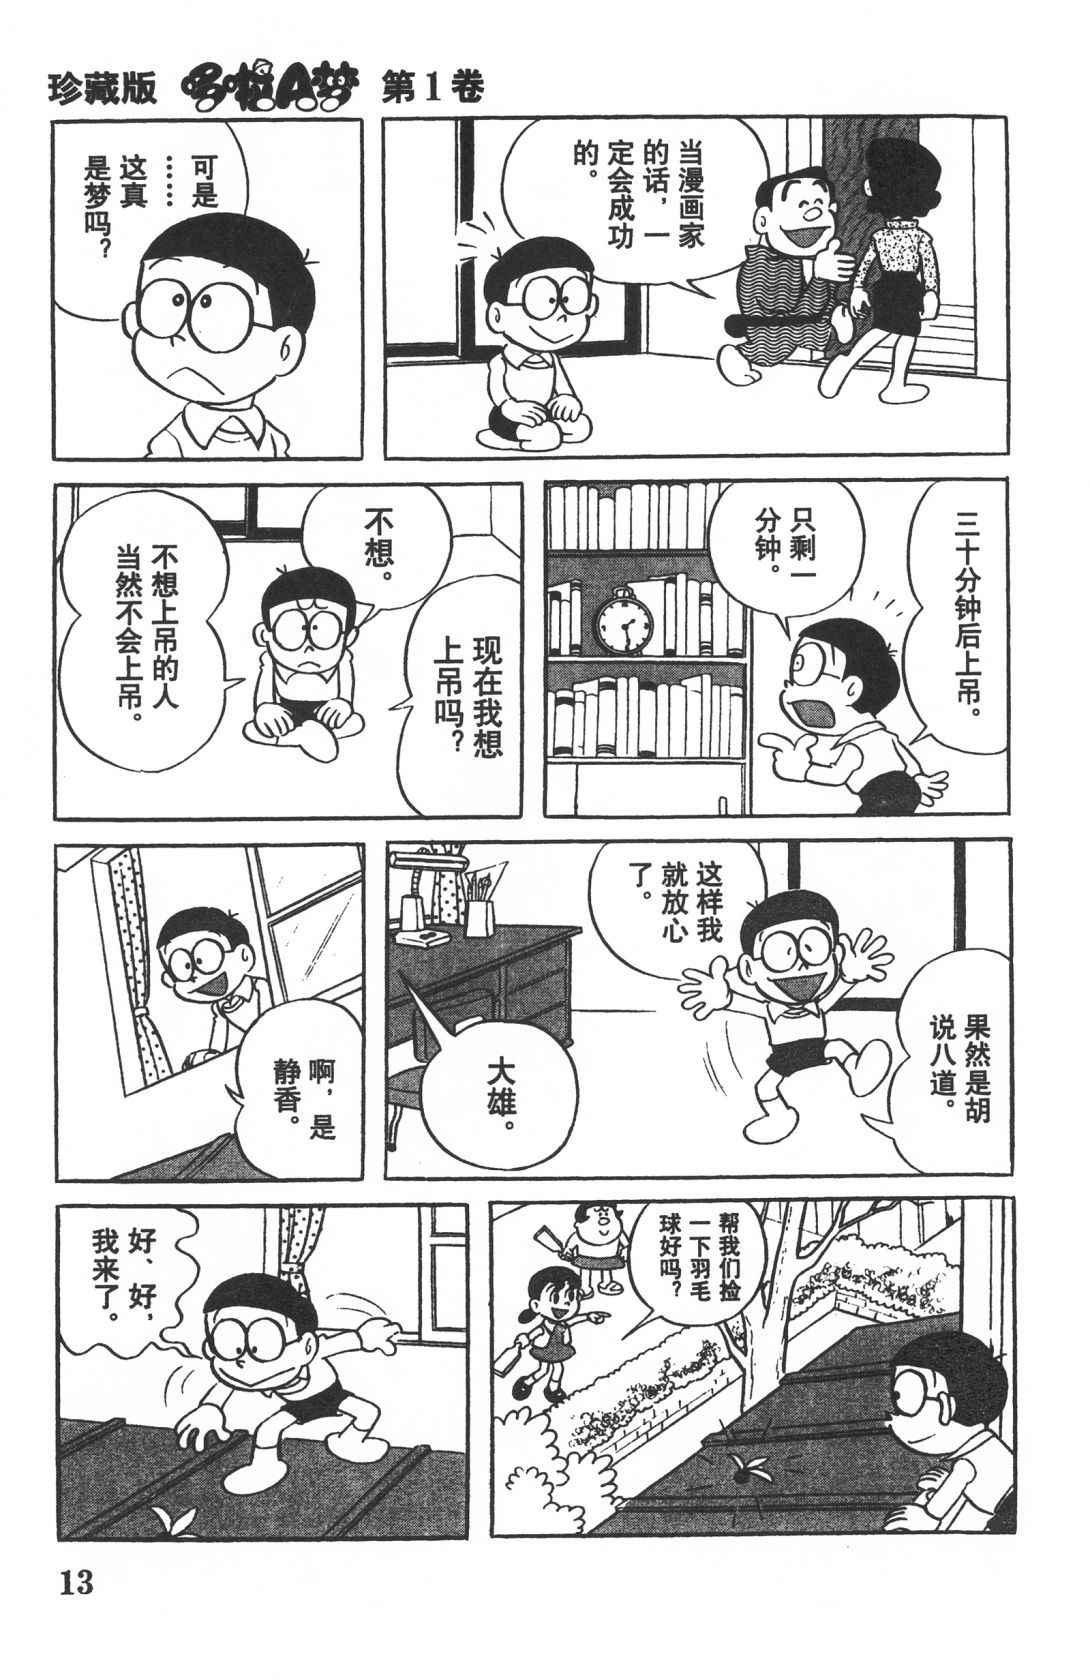 珍藏版 哆啦A梦 第1卷
当漫画家
的话，一
定会成功
的。
可是
……
这真
是梦吗？
三十分钟后上吊。
只剩一
分钟。
现在我想
上吊吗？
不想。
不想上吊的人
当然不会上吊。
果然是胡
说八道。
这样我
就放心
了。
大雄。
啊，是
静香。
帮我们捡
一下羽毛
球好吗？
好、好，
我来了。
13